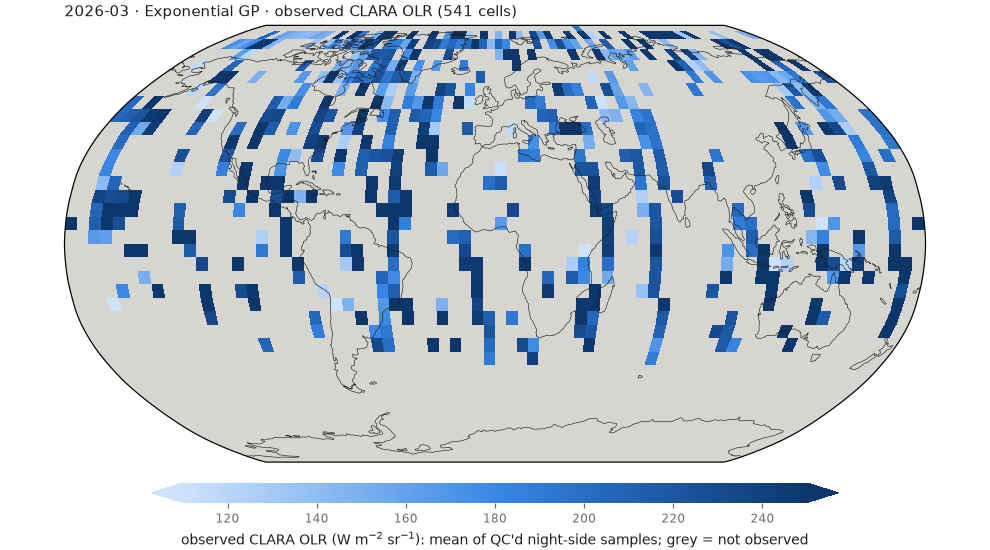 2026-03 · Exponential GP · observed CLARA OLR (541 cells)
120 140 160 180 200 220 240
observed CLARA OLR (W m⁻² sr⁻¹): mean of QC'd night-side samples; grey = not observed